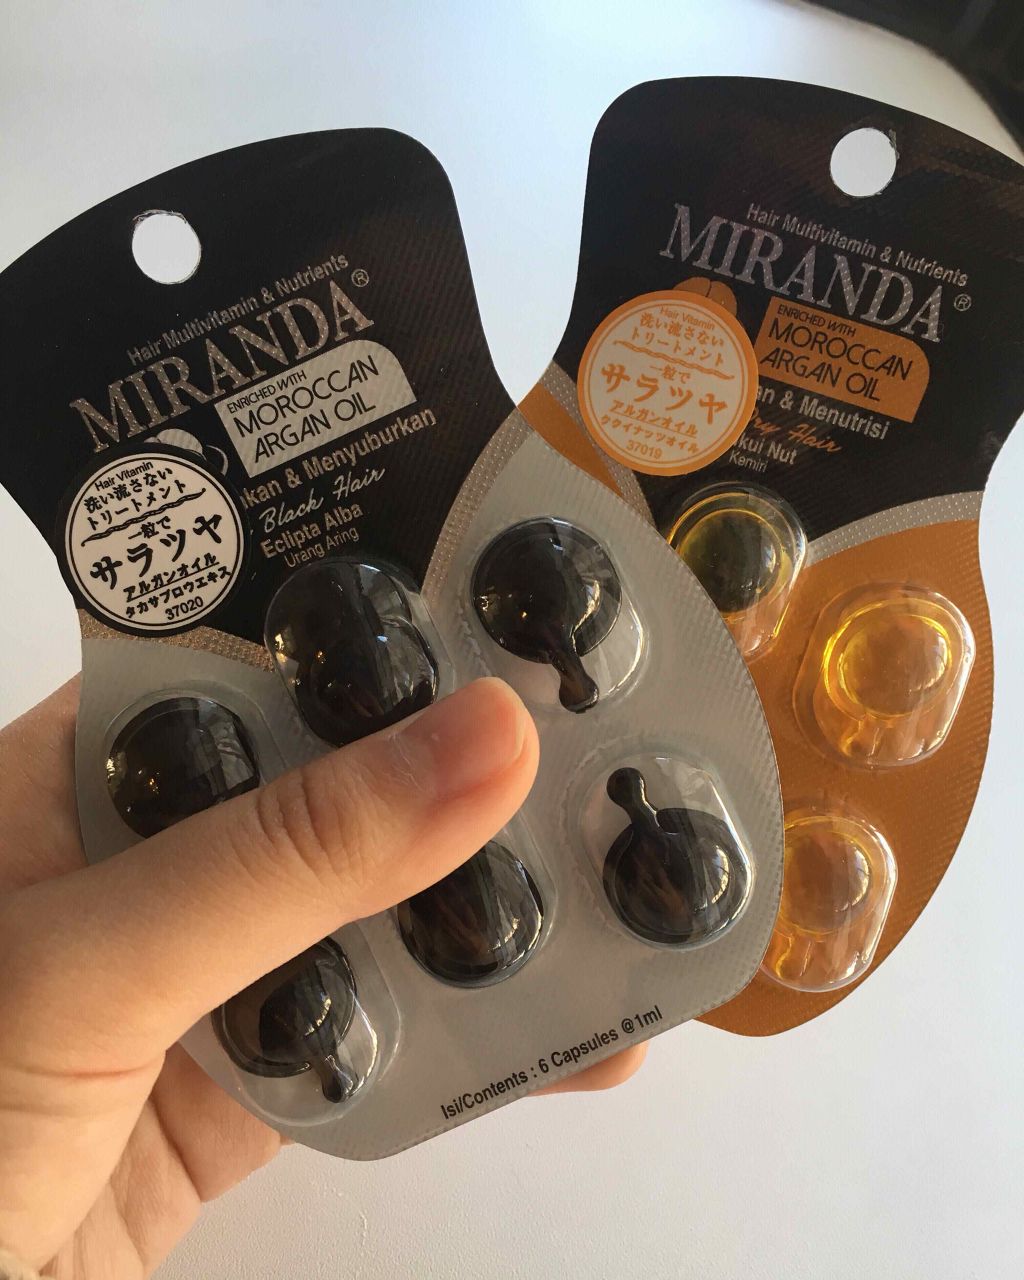 Hair Multivitamin & Nutrients
MIRANDA®
ENRICHED WITH
MOROCCAN
ARGAN OIL
& Menyuburkan
Black Hair
Eclipta Alba
Urang Aring
Hair Vitamin
洗い流さない
トリートメント
一粒で
サラツヤ
アルガンオイル
タカサブロウエキス
37020
Isi/Contents : 6 Capsules @1ml
Hair Multivitamin & Nutrients
MIRANDA®
ENRICHED WITH
MOROCCAN
ARGAN OIL
& Menutrisi
Dry Hair
Nut
Kemiri
Hair Vitamin
洗い流さない
トリートメント
一粒で
サラツヤ
アルガンオイル
ククイナッツオイル
37019